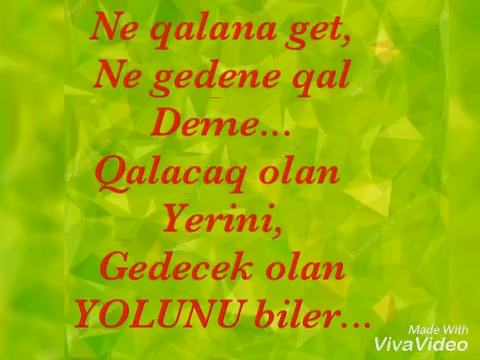 Ne qalana get,
Ne gedene qal
Deme...
Qalacaq olan
Yerini,
Gedecek olan
YOLUNU biler...
Made With
VivaVideo